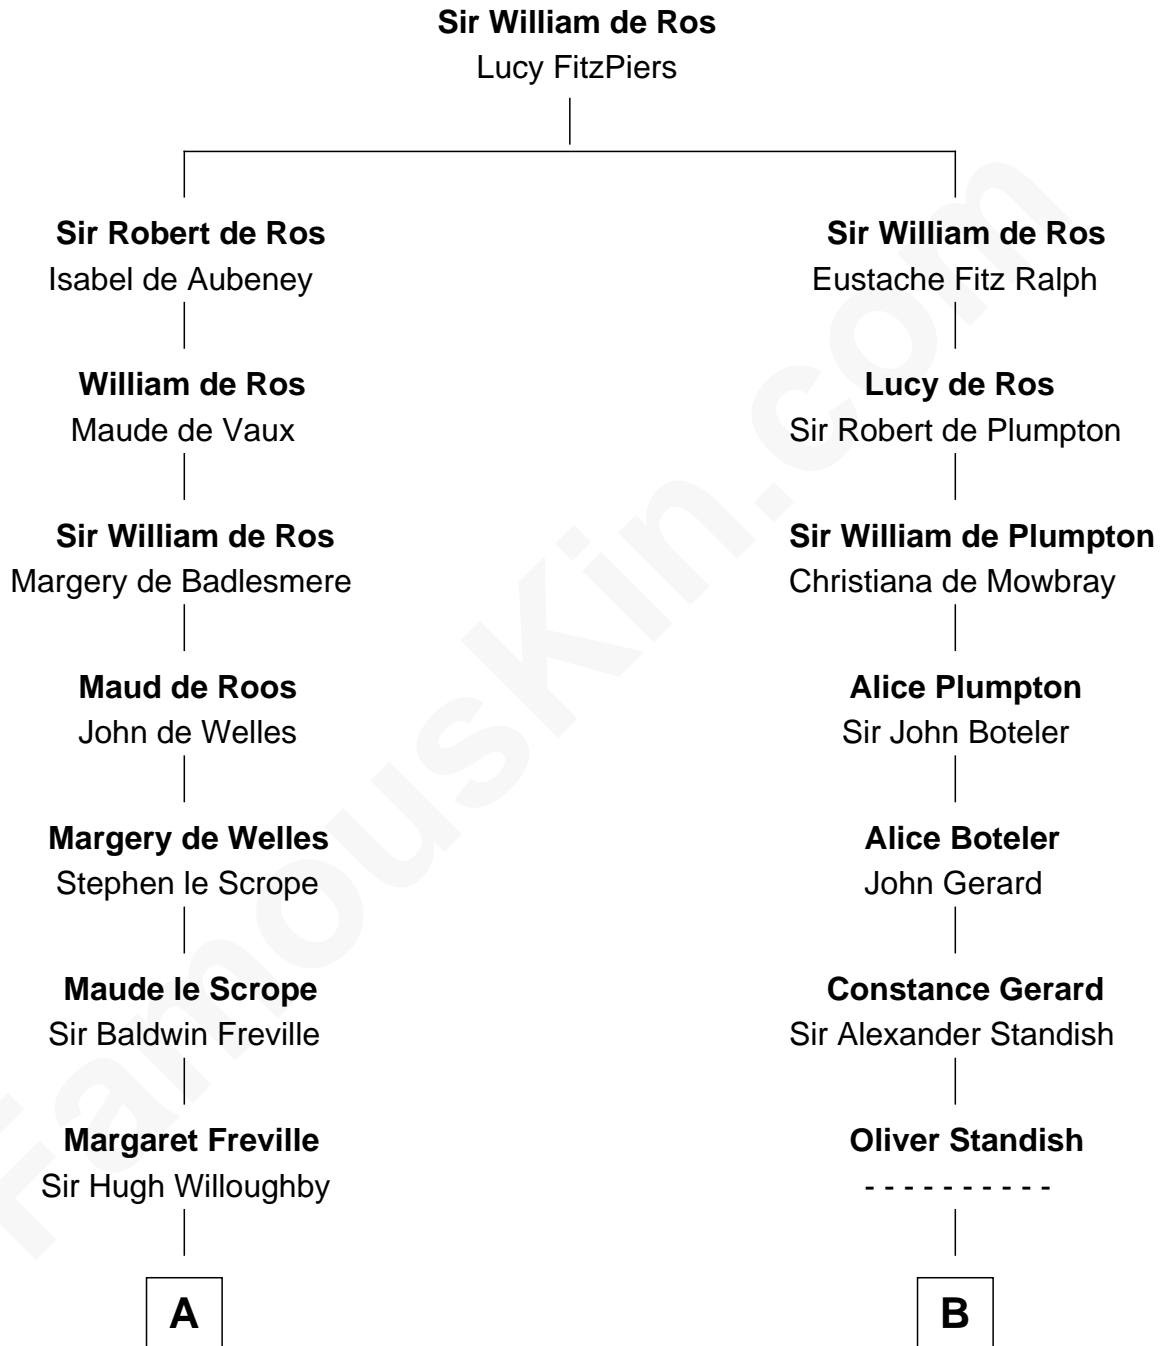 Sir William de Ros
Lucy FitzPiers
Sir Robert de Ros
Isabel de Aubeney
Sir William de Ros
Eustache Fitz Ralph
William de Ros
Maude de Vaux
Lucy de Ros
Sir Robert de Plumpton
Sir William de Ros
Margery de Badlesmere
Sir William de Plumpton
Christiana de Mowbray
Maud de Roos
John de Welles
Alice Plumpton
Sir John Boteler
Margery de Welles
Stephen le Scrope
Alice Boteler
John Gerard
Maude le Scrope
Sir Baldwin Freville
Constance Gerard
Sir Alexander Standish
Margaret Freville
Sir Hugh Willoughby
Oliver Standish
- - - - - - - - - -
A
B
FamousKin.com